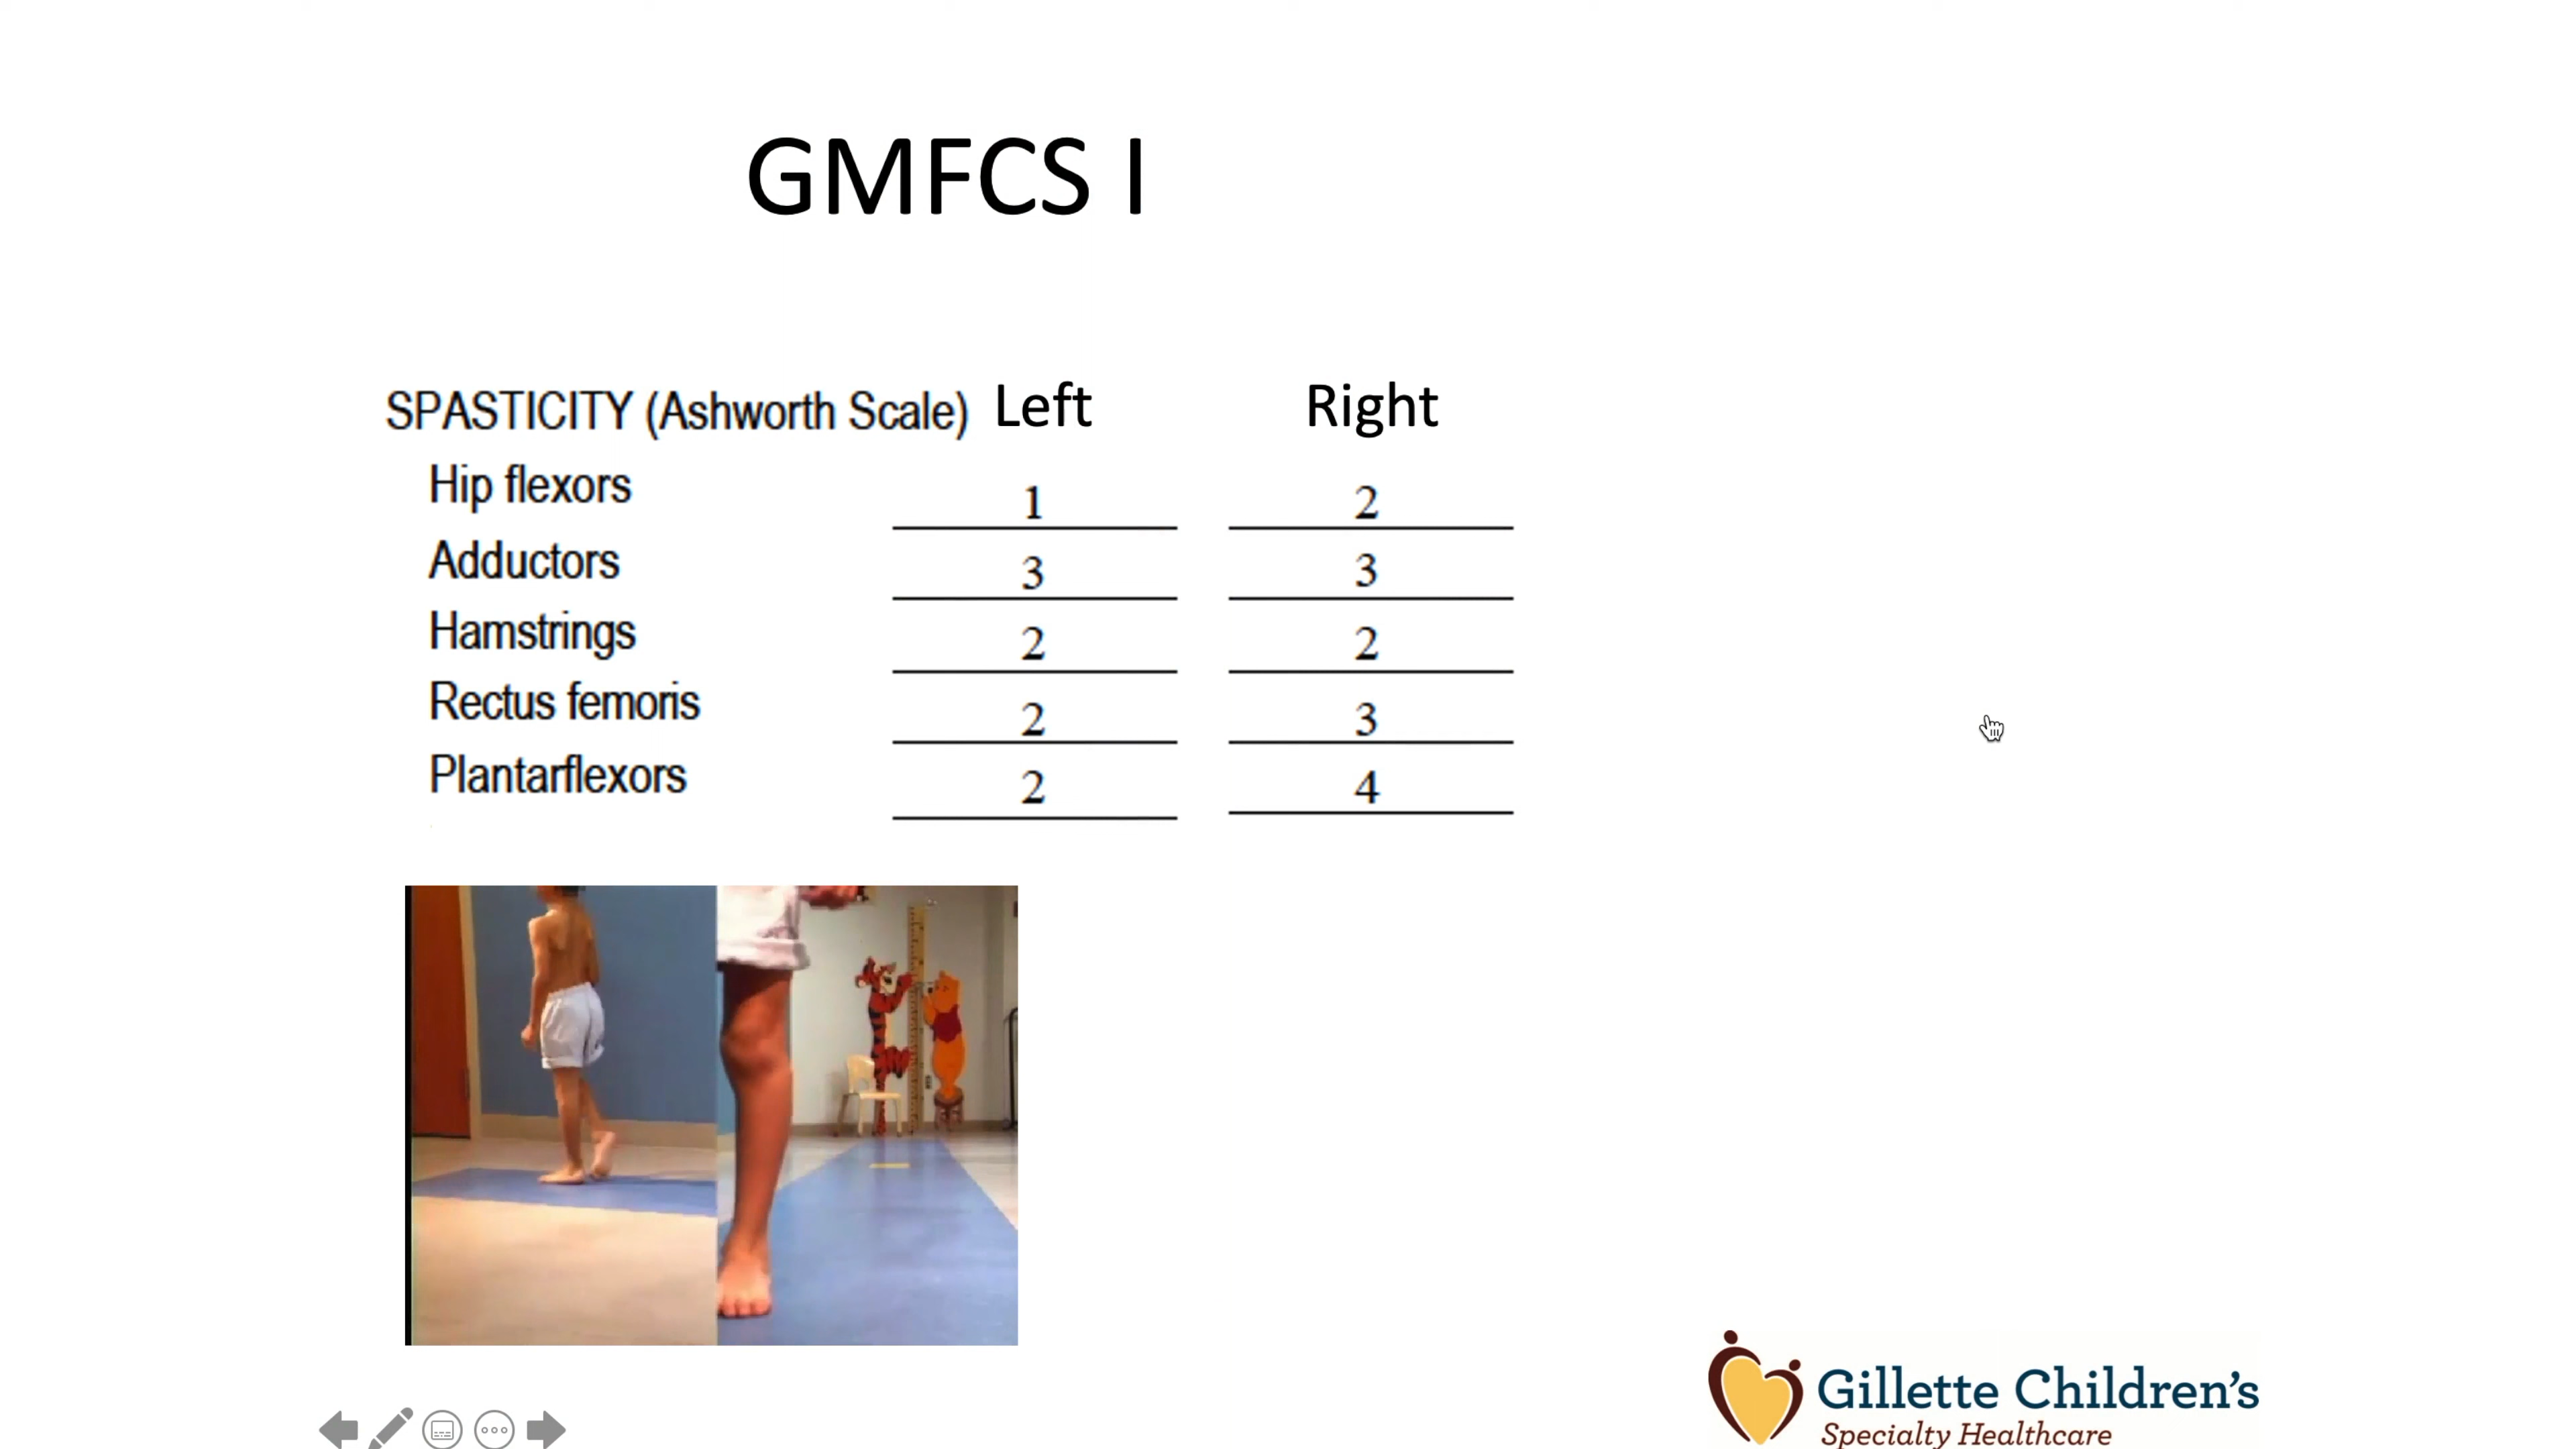 GMFCS I
SPASTICITY (Ashworth Scale) Left Right
Hip flexors 1 2
Adductors 3 3
Hamstrings 2 2
Rectus femoris 2 3
Plantarflexors 2 4
Gillette Children's
Specialty Healthcare